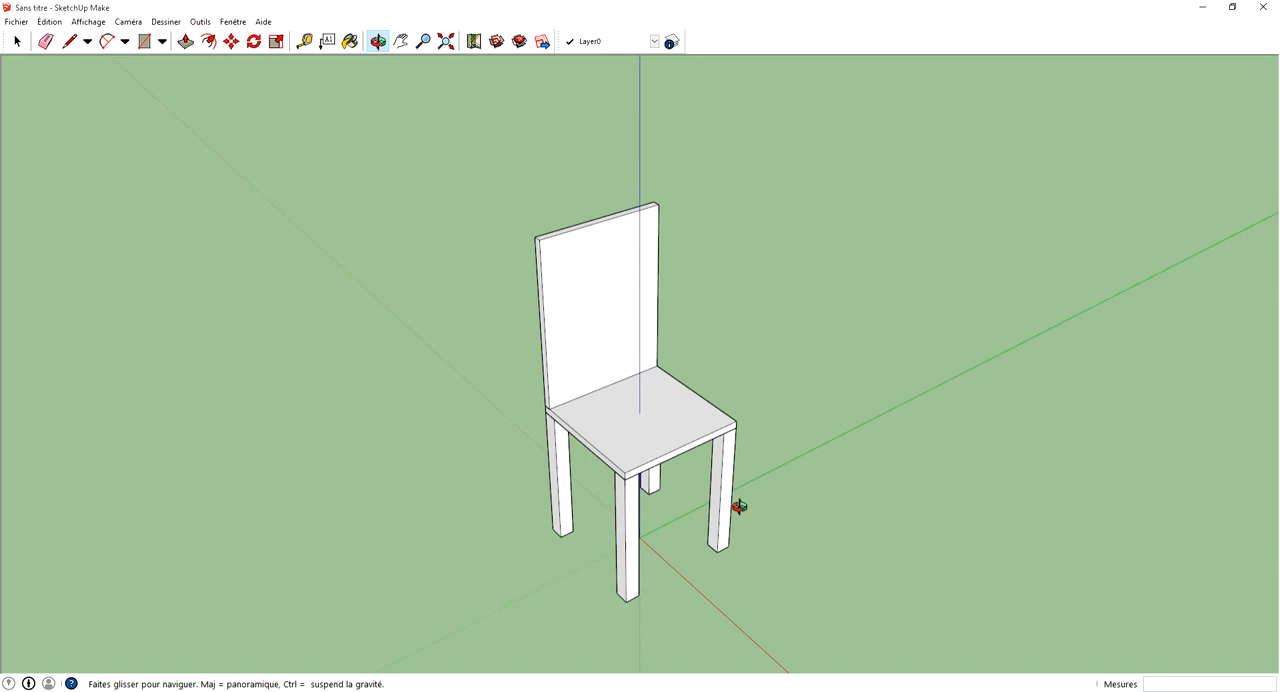 Sans titre - SketchUp Make
Fichier Édition Affichage Caméra Dessiner Outils Fenêtre Aide
A1 Layer0
Faites glisser pour naviguer. Maj = panoramique, Ctrl = suspend la gravité. Mesures